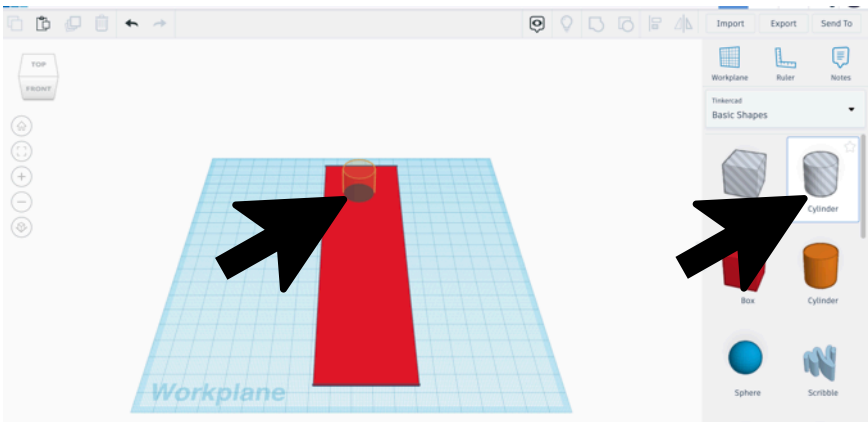 Import Export Send To
TOP
FRONT
Workplane Ruler Notes
Tinkercad
Basic Shapes
Cylinder
Box Cylinder
Sphere Scribble
Workplane